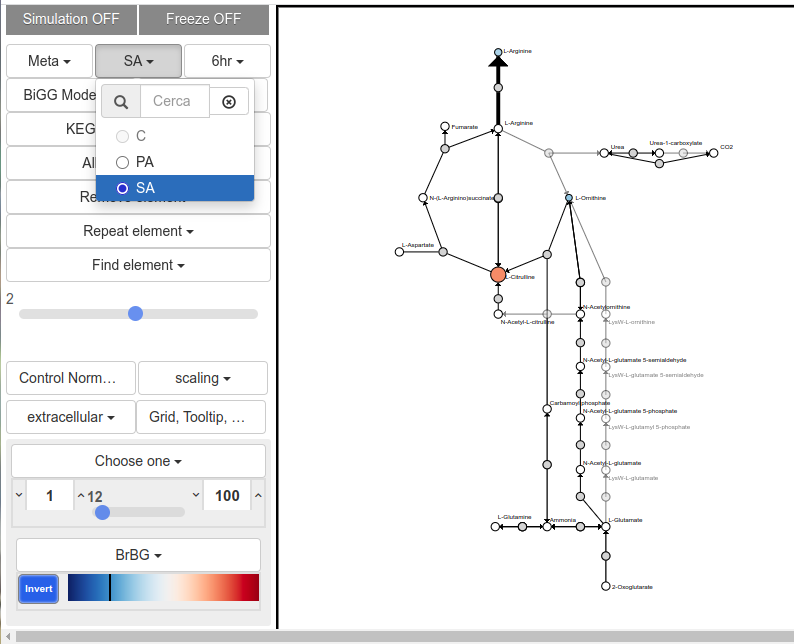 Simulation OFF
Freeze OFF
Meta
SA
6hr
BiGG Mode
Cerca
C
KEG
PA
Al
SA
Repeat element
Find element
2
Control Norm…
scaling
extracellular
Grid, Tooltip, …
Choose one
1
12
100
BrBG
Invert
L-Arginine
L-Arginine
Fumarate
Urea
Urea-1-carboxylate
CO2
N-(L-Arginino)succinate
L-Ornithine
L-Aspartate
L-Citrulline
N-Acetyl-L-citrulline
N-Acetylornithine
LysW-L-ornithine
N-Acetyl-L-glutamate 5-semialdehyde
LysW-L-glutamate 5-semialdehyde
Carbamoyl phosphate
N-Acetyl-L-glutamate 5-phosphate
LysW-L-glutamyl 5-phosphate
N-Acetyl-L-glutamate
LysW-L-glutamate
L-Glutamine
Ammonia
L-Glutamate
2-Oxoglutarate